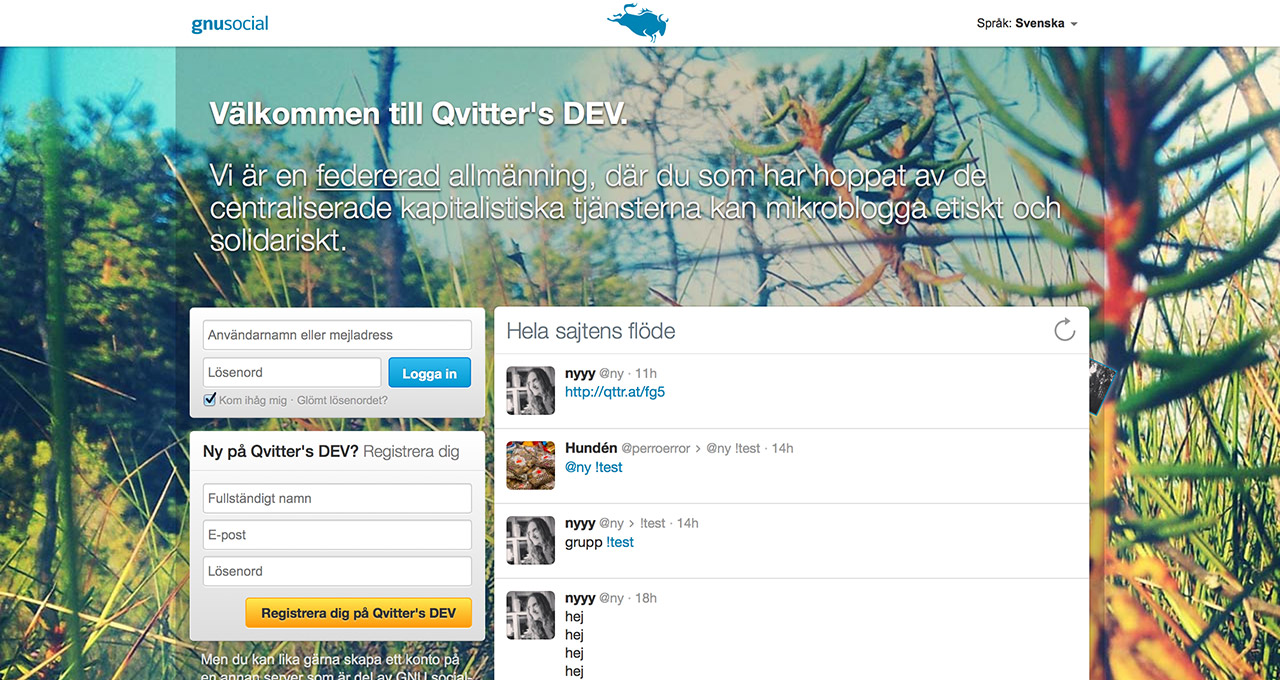 gnusocial
Språk: Svenska
Välkommen till Qvitter's DEV.
Vi är en federerad allmänning, där du som har hoppat av de
centraliserade kapitalistiska tjänsterna kan mikroblogga etiskt och
solidariskt.
Användarnamn eller mejladress
Lösenord
Logga in
Kom ihåg mig · Glömt lösenordet?
Ny på Qvitter's DEV? Registrera dig
Fullständigt namn
E-post
Lösenord
Registrera dig på Qvitter's DEV
Men du kan lika gärna skapa ett konto på
en annan server som är del av GNU social-
Hela sajtens flöde
nyyy @ny · 11h
http://qttr.at/fg5
Hundén @perroerror > @ny !test · 14h
@ny !test
nyyy @ny > !test · 14h
grupp !test
nyyy @ny · 18h
hej
hej
hej
hej